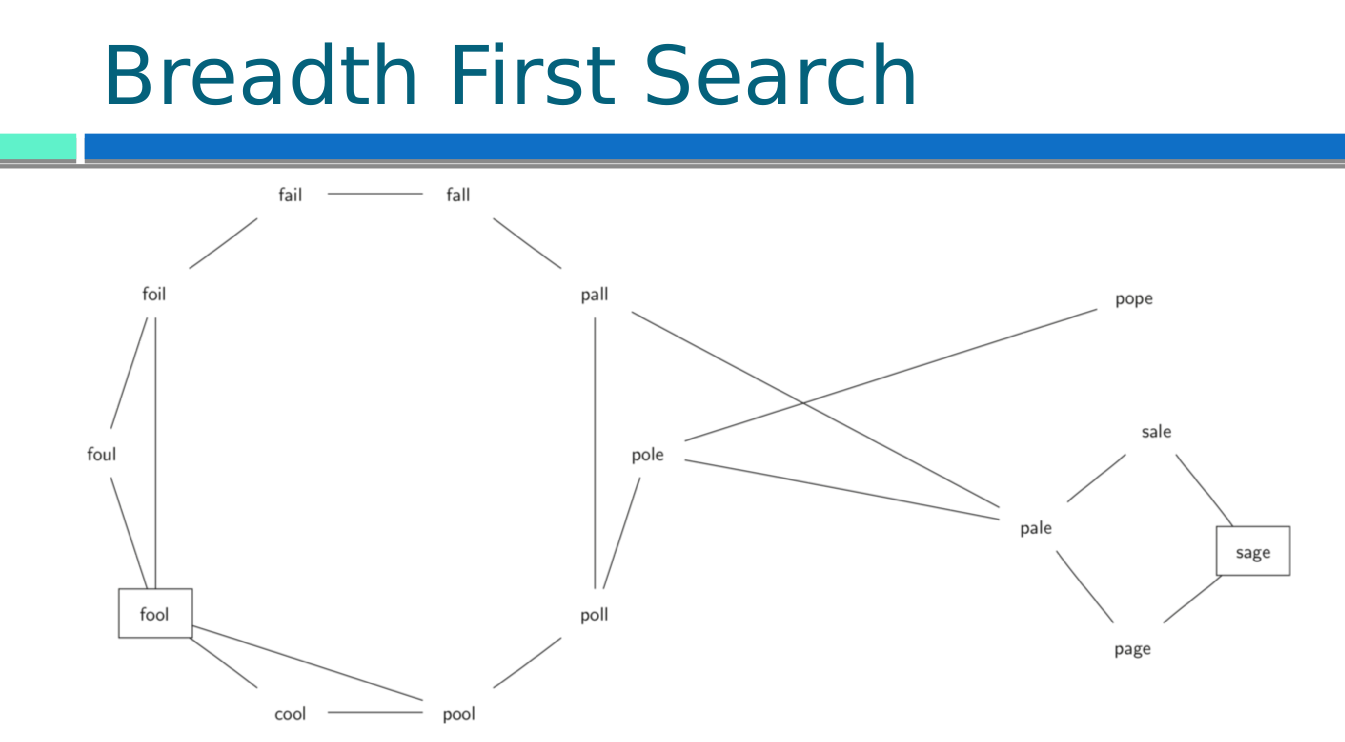 Breadth First Search
fail
fall
foil
pall
pope
sale
foul
pole
pale
sage
fool
poll
page
cool
pool